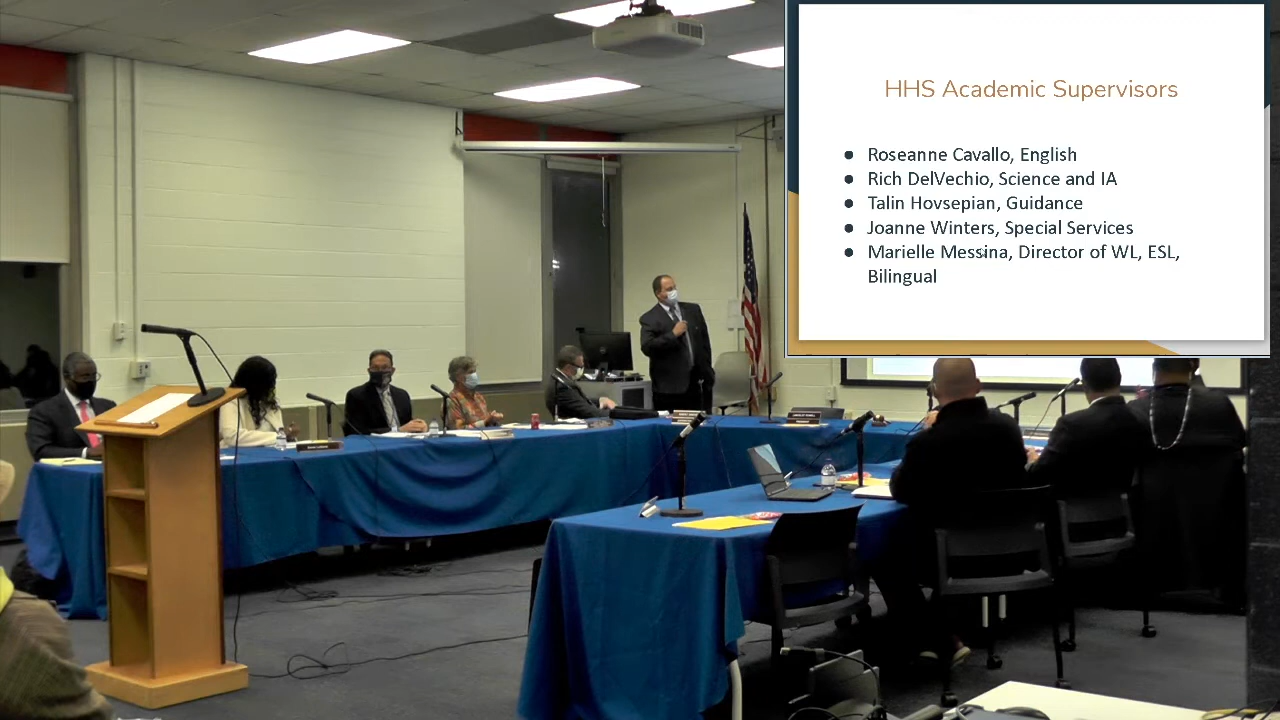 HHS Academic Supervisors
● Roseanne Cavallo, English
● Rich DelVechio, Science and IA
● Talin Hovsepian, Guidance
● Joanne Winters, Special Services
● Marielle Messina, Director of WL, ESL,
Bilingual